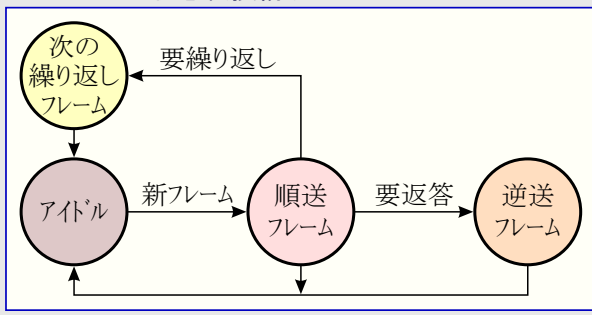 次の
繰り返し
フレーム
要繰り返し
アイドル
新フレーム
順送
フレーム
要返答
逆送
フレーム